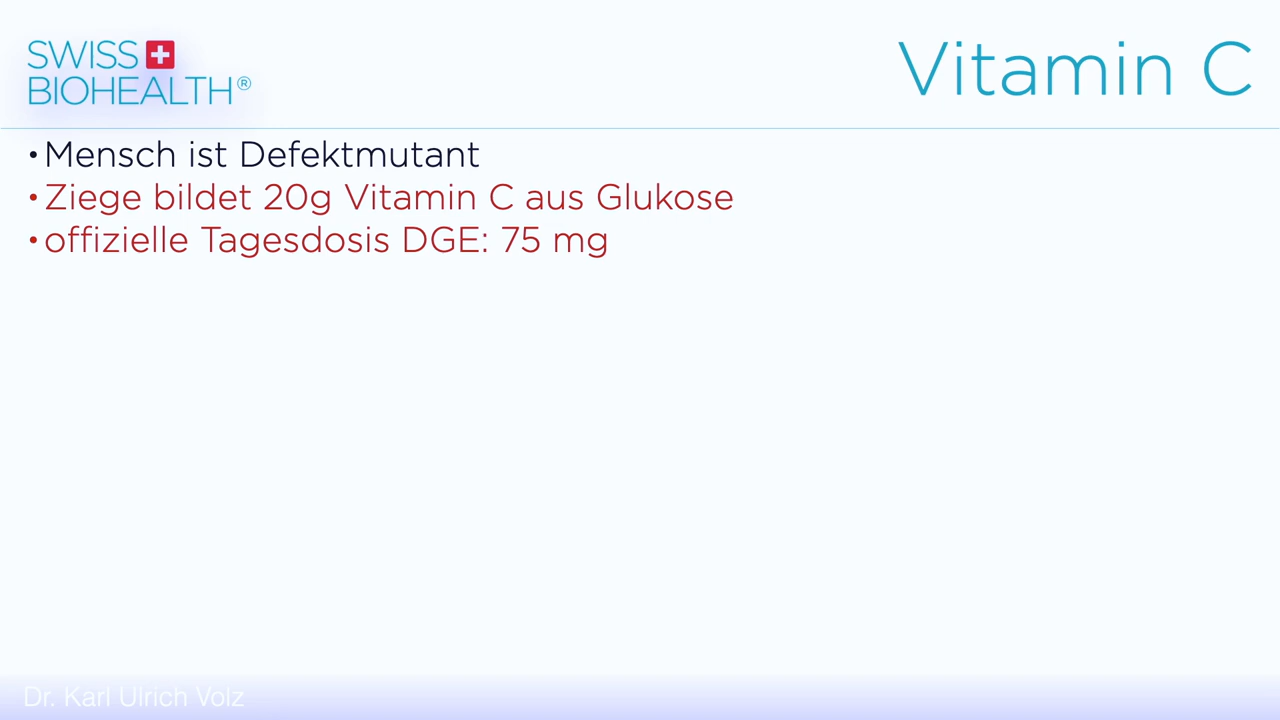 SWISS
BIOHEALTH®
Vitamin C
• Mensch ist Defektmutant
• Ziege bildet 20g Vitamin C aus Glukose
• offizielle Tagesdosis DGE: 75 mg
Dr. Karl Ulrich Volz